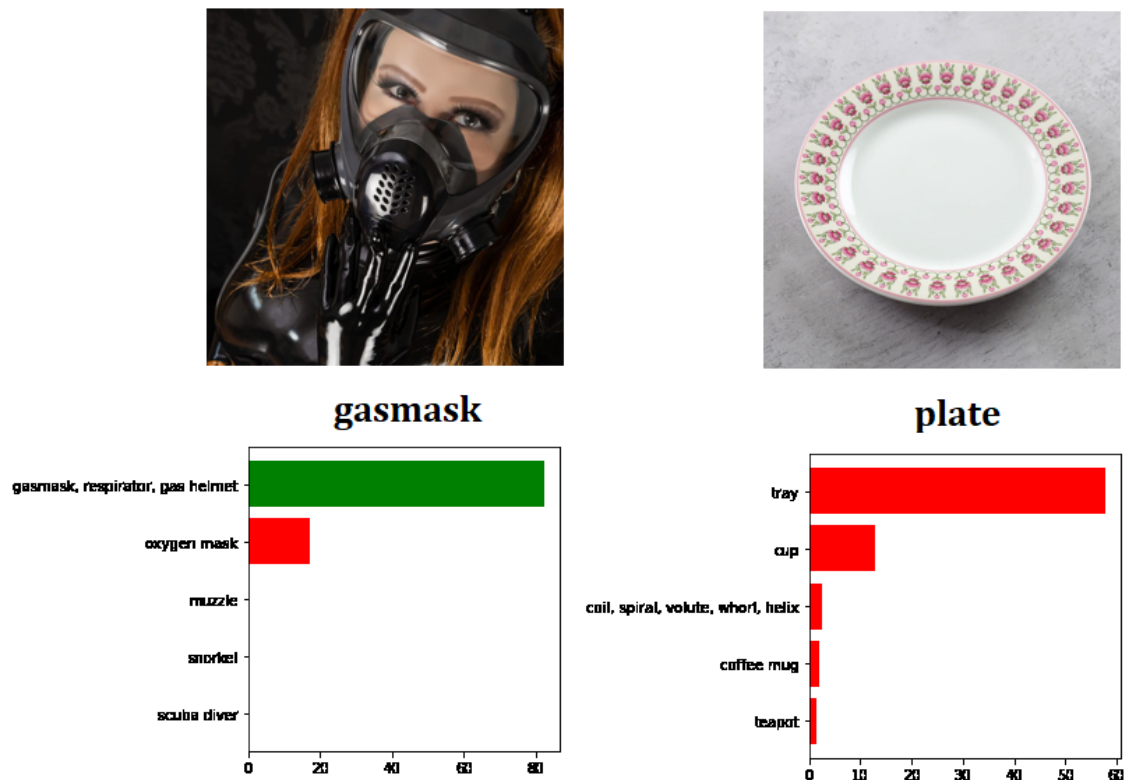 gasmask
gasmask, respirator, gas helmet
oxygen mask
muzzle
snorkel
scuba diver
0 20 40 60 80
plate
tray
cup
coil, spiral, volute, whorl, helix
coffee mug
teapot
0 10 20 30 40 50 60